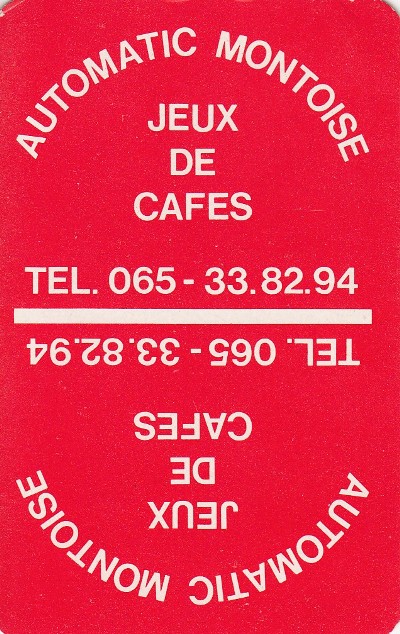 AUTOMATIC MONTOISE
JEUX
DE
CAFES
TEL. 065 - 33.82.94
TEL. 065 - 33.82.94
CAFES
DE
JEUX
AUTOMATIC MONTOISE